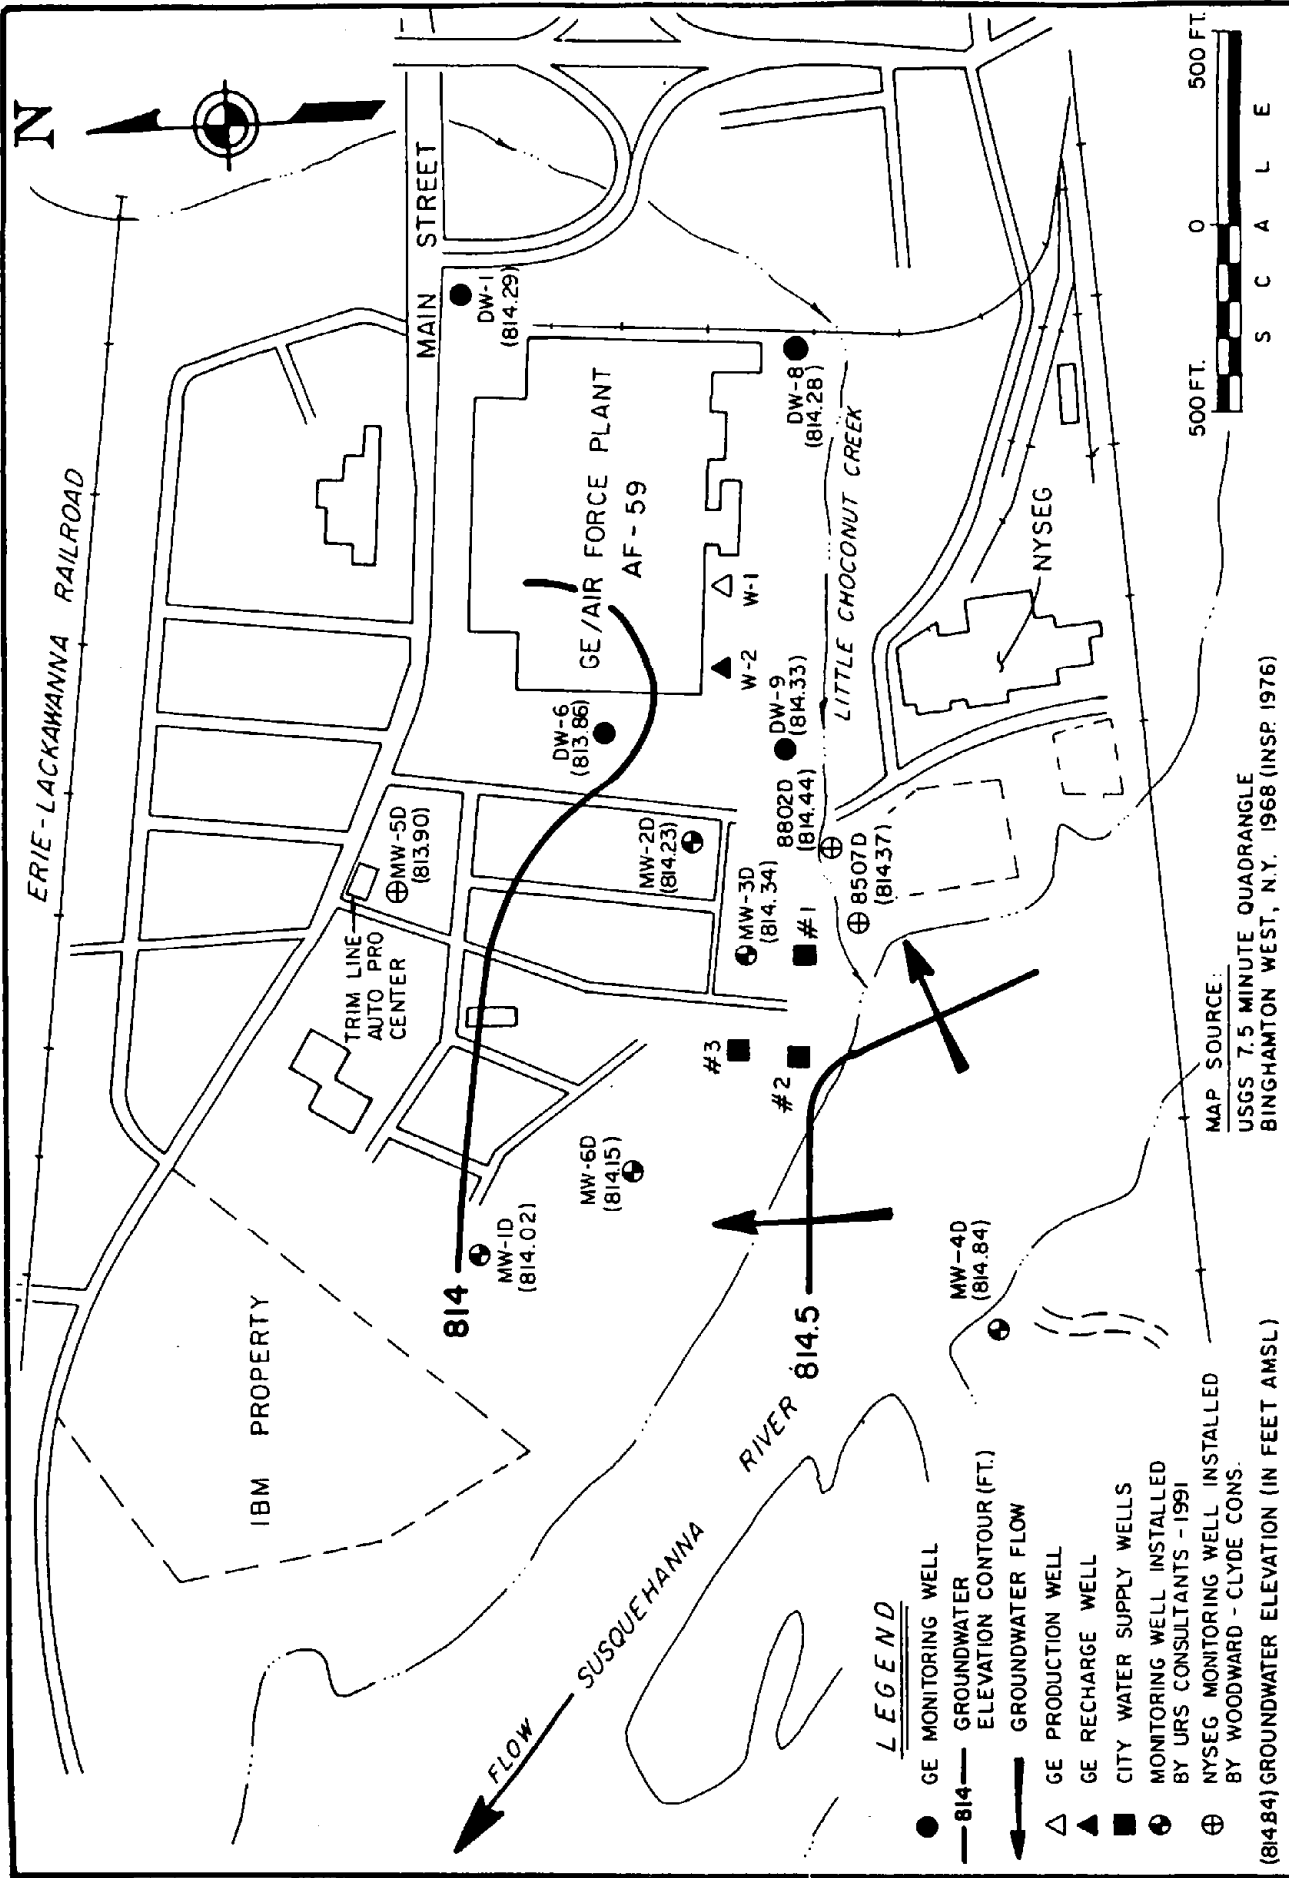 N
ERIE-LACKAWANNA RAILROAD
MAIN STREET
IBM PROPERTY
TRIM LINE
AUTO PRO
CENTER
MW-5D
(813.90)
DW-1
(814.29)
GE/AIR FORCE PLANT
AF-59
DW-6
(813.86)
814
MW-1D
(814.02)
MW-6D
(814.15)
MW-2D
(814.23)
MW-3D
(814.34)
W-2
W-1
DW-8
(814.28)
DW-9
(814.33)
8802D
(814.44)
8507D
(814.37)
#3
#2
#1
LITTLE CHOCONUT CREEK
NYSEG
814.5
MW-4D
(814.84)
FLOW
SUSQUEHANNA RIVER
LEGEND
GE MONITORING WELL
814 GROUNDWATER
ELEVATION CONTOUR (FT.)
GROUNDWATER FLOW
GE PRODUCTION WELL
GE RECHARGE WELL
CITY WATER SUPPLY WELLS
MONITORING WELL INSTALLED
BY URS CONSULTANTS - 1991
NYSEG MONITORING WELL INSTALLED
BY WOODWARD - CLYDE CONS.
(814.84) GROUNDWATER ELEVATION (IN FEET AMSL)
MAP SOURCE:
USGS 7.5 MINUTE QUADRANGLE
BINGHAMTON WEST, N.Y. 1968 (INSP. 1976)
500 FT. 0 500 FT.
SCALE